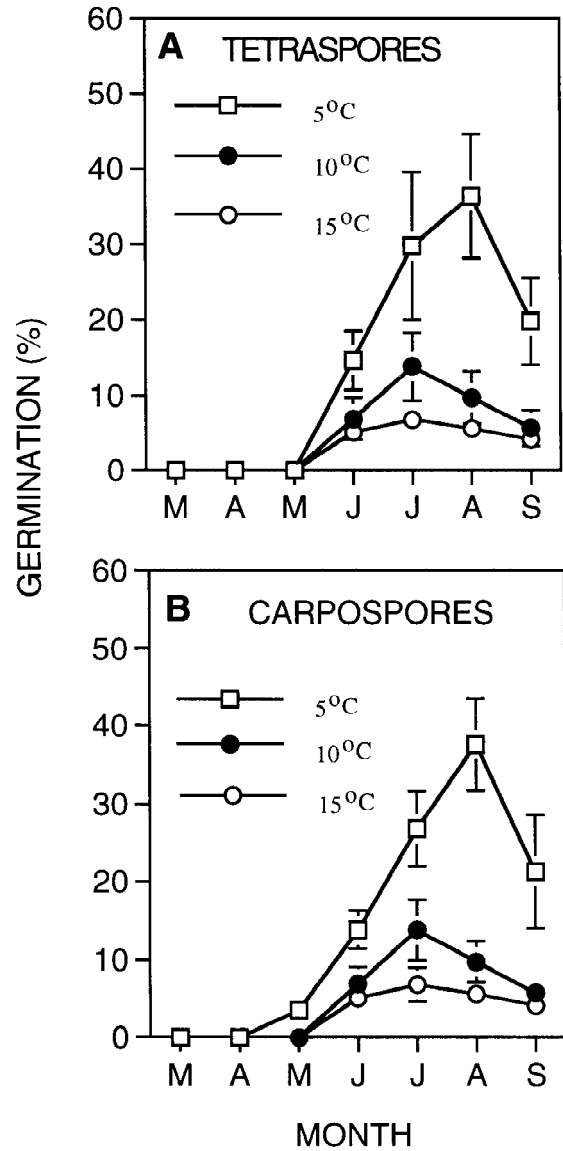 60
A TETRASPORES
50
5°C
40
10°C
15°C
30
20
10
0
M A M J J A S
GERMINATION (%)
60
B CARPOSPORES
50
5°C
40
10°C
15°C
30
20
10
0
M A M J J A S
MONTH